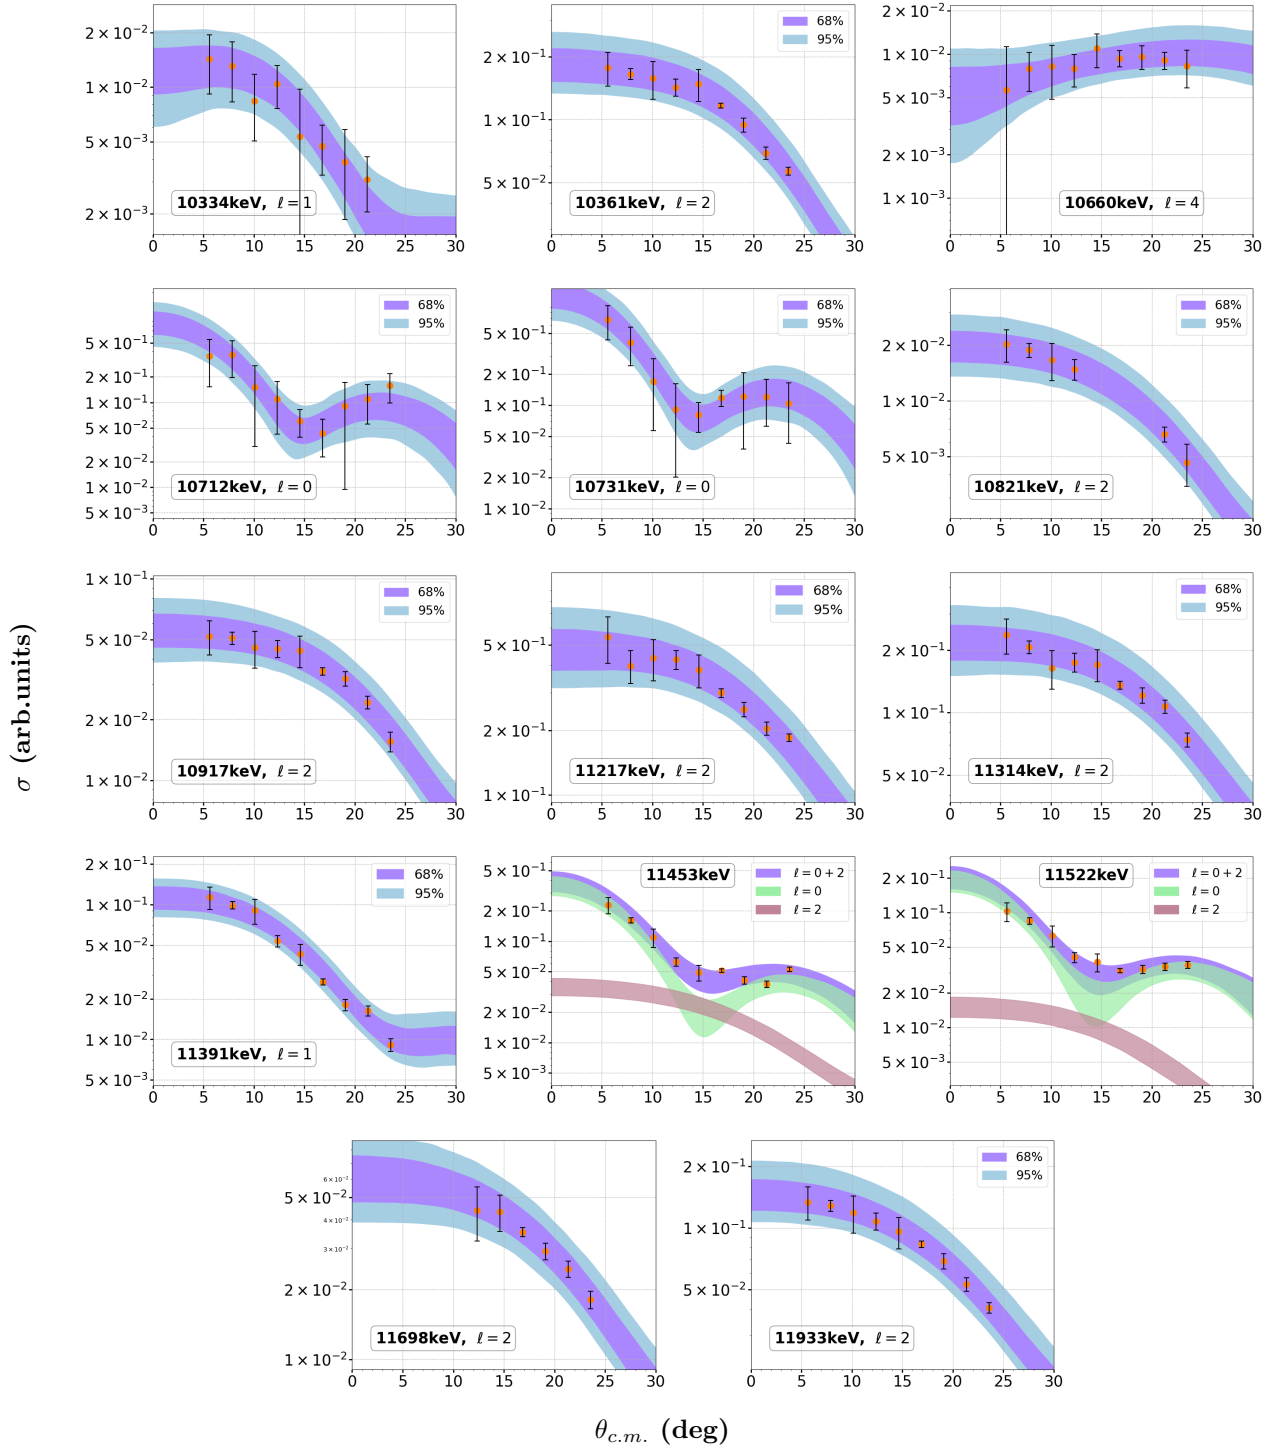 2 × 10⁻²
1 × 10⁻²
5 × 10⁻³
2 × 10⁻³
10334keV, ℓ = 1
0 5 10 15 20 25 30
68%
95%
2 × 10⁻¹
1 × 10⁻¹
5 × 10⁻²
10361keV, ℓ = 2
0 5 10 15 20 25 30
1 × 10⁻²
5 × 10⁻³
2 × 10⁻³
1 × 10⁻³
10660keV, ℓ = 4
0 5 10 15 20 25 30
68%
95%
5 × 10⁻¹
2 × 10⁻¹
1 × 10⁻¹
5 × 10⁻²
2 × 10⁻²
1 × 10⁻²
5 × 10⁻³
10712keV, ℓ = 0
0 5 10 15 20 25 30
68%
95%
5 × 10⁻¹
2 × 10⁻¹
1 × 10⁻¹
5 × 10⁻²
2 × 10⁻²
1 × 10⁻²
10731keV, ℓ = 0
0 5 10 15 20 25 30
68%
95%
2 × 10⁻²
1 × 10⁻²
5 × 10⁻³
10821keV, ℓ = 2
0 5 10 15 20 25 30
σ (arb.units)
68%
95%
1 × 10⁻¹
5 × 10⁻²
2 × 10⁻²
1 × 10⁻²
10917keV, ℓ = 2
0 5 10 15 20 25 30
68%
95%
5 × 10⁻¹
2 × 10⁻¹
1 × 10⁻¹
11217keV, ℓ = 2
0 5 10 15 20 25 30
68%
95%
2 × 10⁻¹
1 × 10⁻¹
5 × 10⁻²
11314keV, ℓ = 2
0 5 10 15 20 25 30
68%
95%
2 × 10⁻¹
1 × 10⁻¹
5 × 10⁻²
2 × 10⁻²
1 × 10⁻²
5 × 10⁻³
11391keV, ℓ = 1
0 5 10 15 20 25 30
11453keV
ℓ = 0 + 2
ℓ = 0
ℓ = 2
5 × 10⁻¹
2 × 10⁻¹
1 × 10⁻¹
5 × 10⁻²
2 × 10⁻²
1 × 10⁻²
5 × 10⁻³
0 5 10 15 20 25 30
11522keV
ℓ = 0 + 2
ℓ = 0
ℓ = 2
2 × 10⁻¹
1 × 10⁻¹
5 × 10⁻²
2 × 10⁻²
1 × 10⁻²
5 × 10⁻³
0 5 10 15 20 25 30
6 × 10⁻²
5 × 10⁻²
4 × 10⁻²
3 × 10⁻²
2 × 10⁻²
1 × 10⁻²
11698keV, ℓ = 2
0 5 10 15 20 25 30
68%
95%
2 × 10⁻¹
1 × 10⁻¹
5 × 10⁻²
11933keV, ℓ = 2
0 5 10 15 20 25 30
θc.m. (deg)